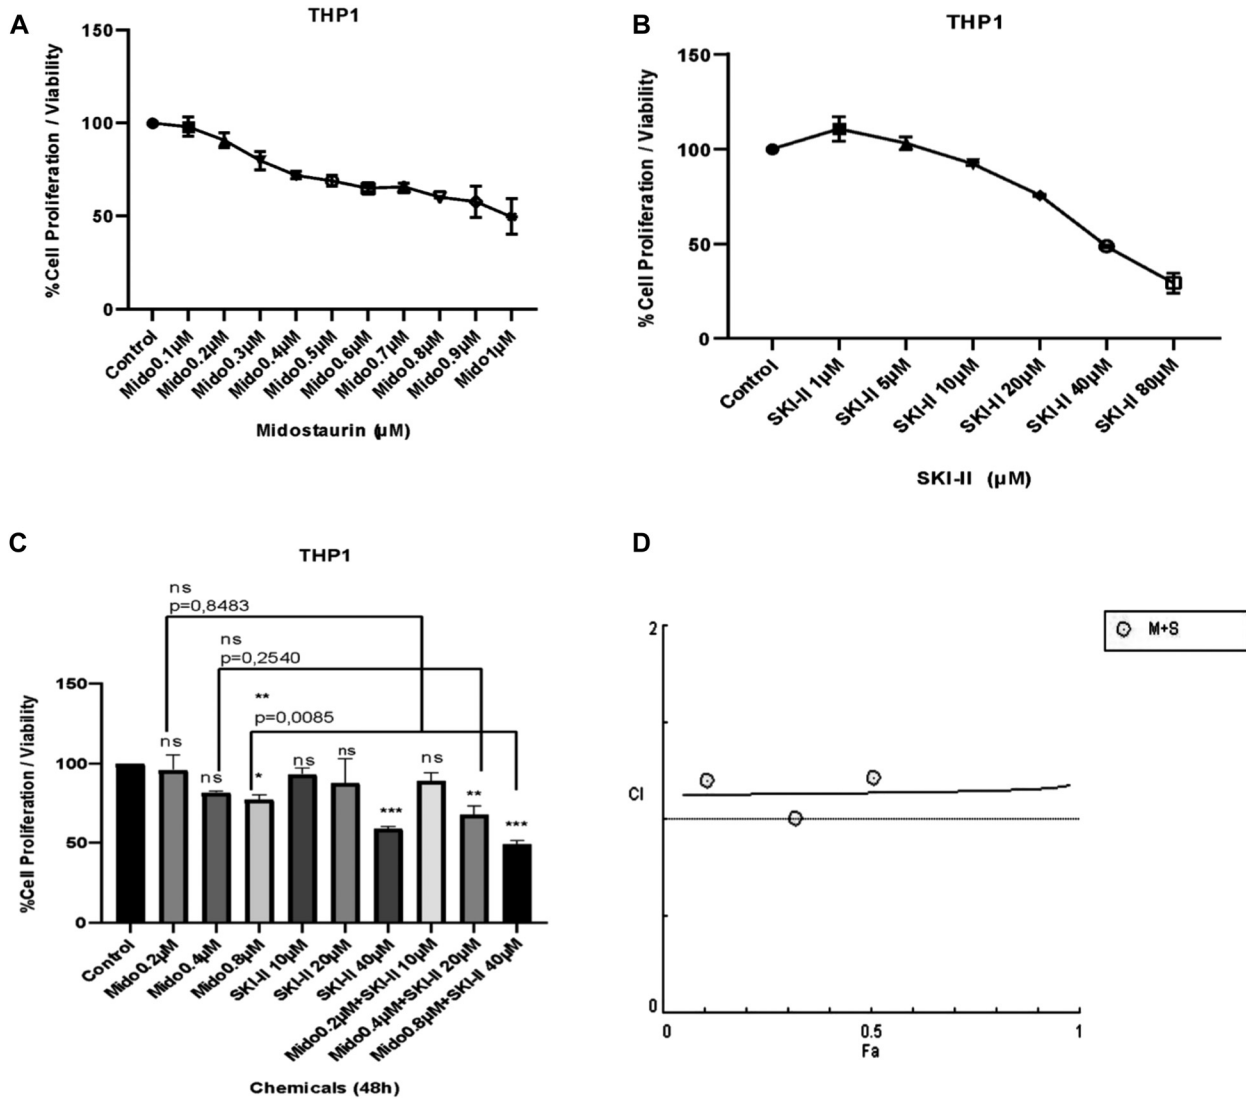 A
THP1
%Cell Proliferation / Viability
150
100
50
0
Control
Mido0.1µM
Mido0.2µM
Mido0.3µM
Mido0.4µM
Mido0.5µM
Mido0.6µM
Mido0.7µM
Mido0.8µM
Mido0.9µM
Mido1µM
Midostaurin (µM)
B
THP1
% Cell Proliferation / Viability
150
100
50
0
Control
SKI-II 1µM
SKI-II 5µM
SKI-II 10µM
SKI-II 20µM
SKI-II 40µM
SKI-II 80µM
SKI-II (µM)
C
THP1
ns
p=0,8483
ns
p=0,2540
**
p=0,0085
%Cell Proliferation / Viability
150
100
50
0
ns
ns
*
ns
ns
***
ns
**
***
Control
Mido0.2µM
Mido0.4µM
Mido0.8µM
SKI-II 10µM
SKI-II 20µM
SKI-II 40µM
Mido0.2µM+SKI-II 10µM
Mido0.4µM+SKI-II 20µM
Mido0.8µM+SKI-II 40µM
Chemicals (48h)
D
M+S
2
CI
0
0
0.5
1
Fa